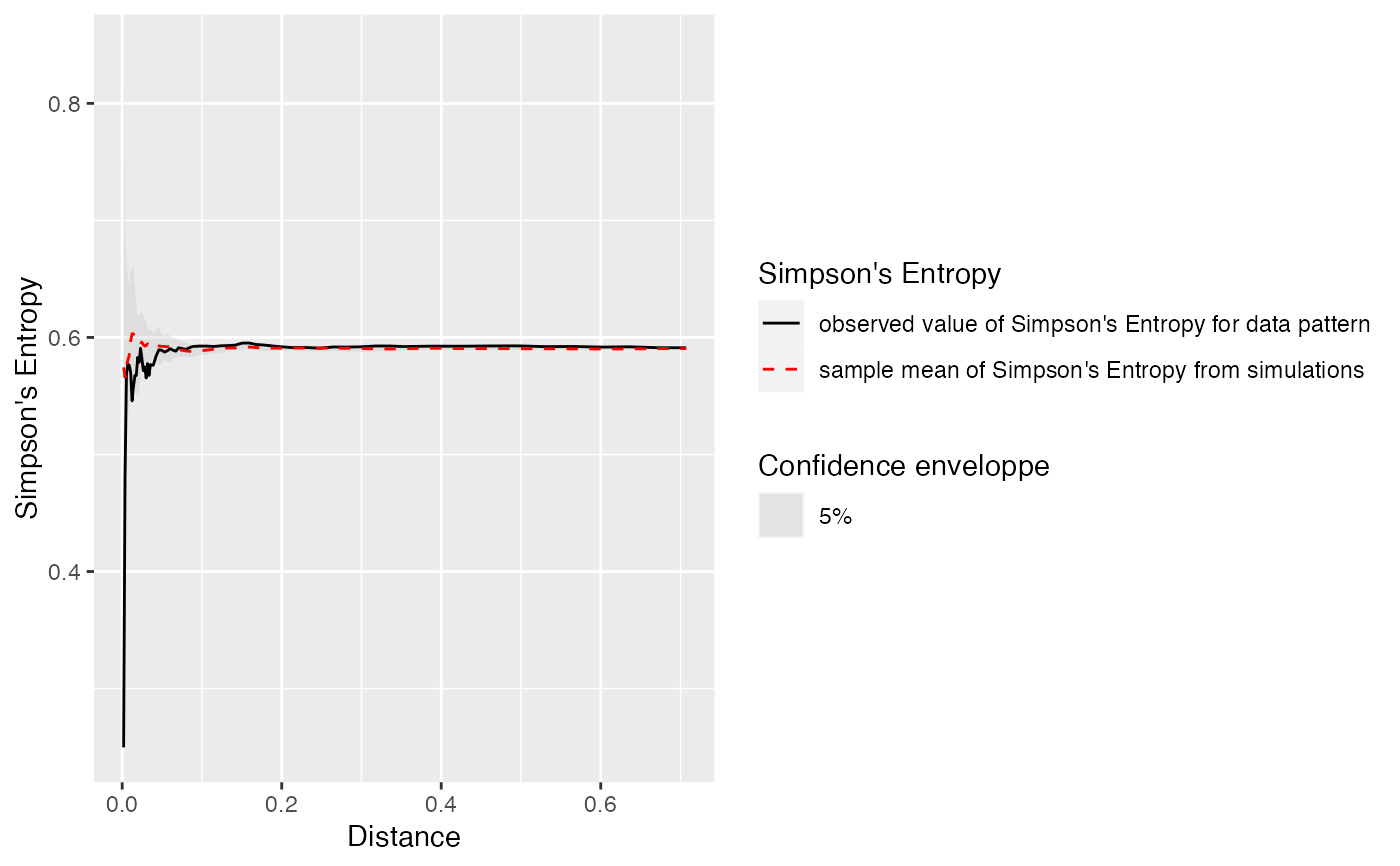 0.8
0.6
0.4
Simpson's Entropy
0.0
0.2
0.4
0.6
Distance
Simpson's Entropy
observed value of Simpson's Entropy for data pattern
sample mean of Simpson's Entropy from simulations
Confidence enveloppe
5%